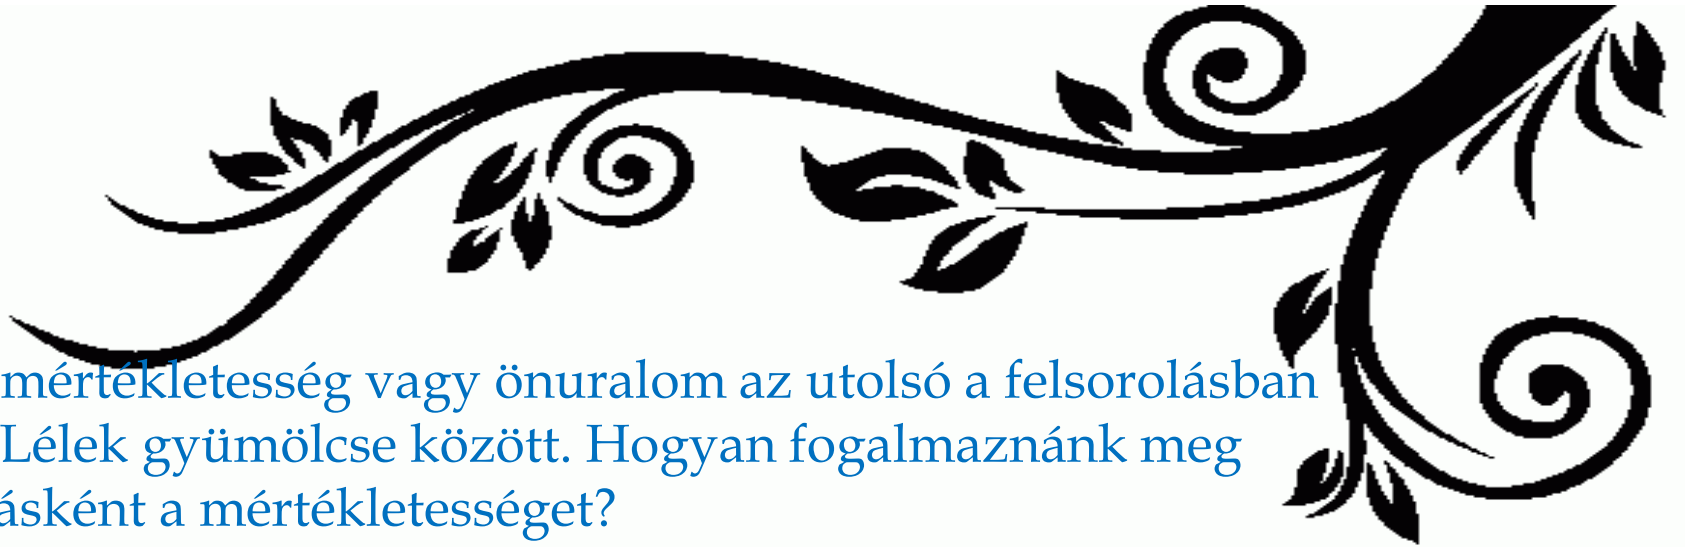 mértékletesség vagy önuralom az utolsó a felsorolásban
Lélek gyümölcse között. Hogyan fogalmaznánk meg
ásként a mértékletességet?